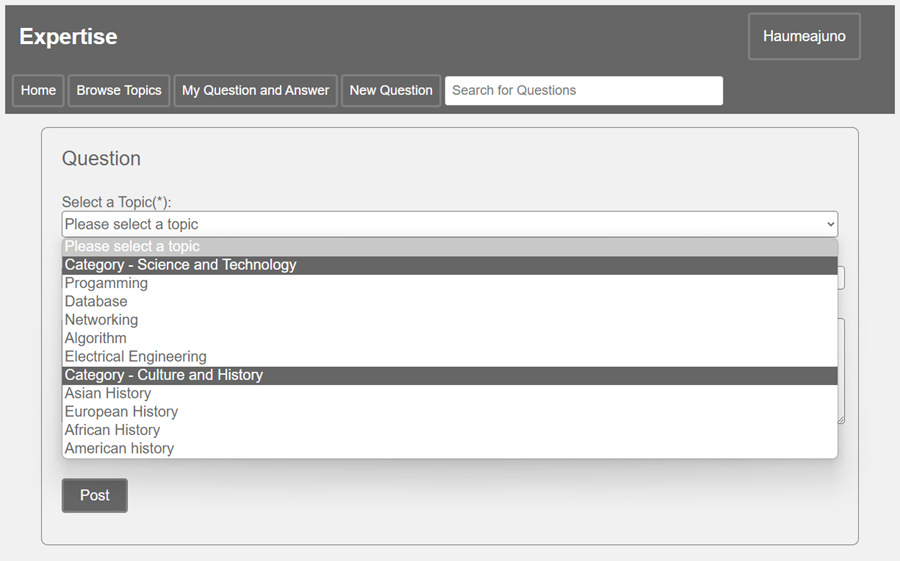 Expertise
Haumeajuno
Home
Browse Topics
My Question and Answer
New Question
Search for Questions
Question
Select a Topic(*):
Please select a topic
Please select a topic
Category - Science and Technology
Progamming
Database
Networking
Algorithm
Electrical Engineering
Category - Culture and History
Asian History
European History
African History
American history
Post